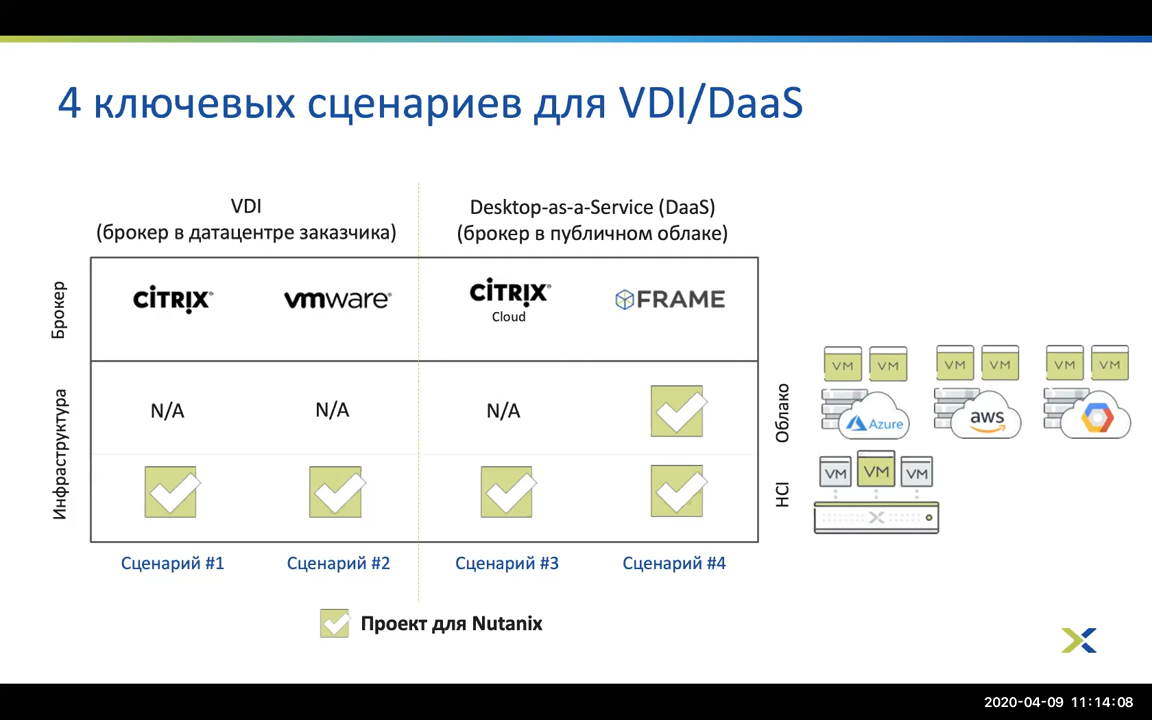 4 ключевых сценариев для VDI/DaaS
VDI
(брокер в датацентре заказчика)
Desktop-as-a-Service (DaaS)
(брокер в публичном облаке)
Брокер
CITRIX
vmware
CITRIX
Cloud
FRAME
Инфраструктура
N/A
N/A
N/A
Облако
VM VM VM VM VM VM
Azure
aws
HCI
VM VM VM
Сценарий #1
Сценарий #2
Сценарий #3
Сценарий #4
Проект для Nutanix
2020-04-09 11:14:08